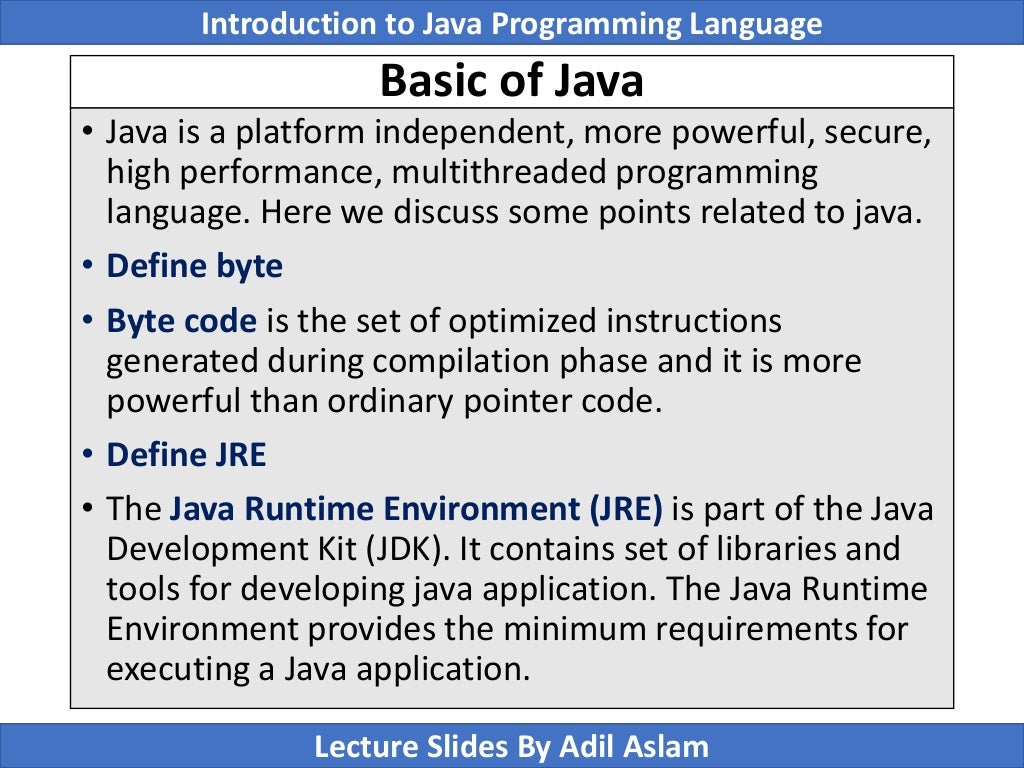 Introduction to Java Programming Language
Basic of Java
• Java is a platform independent, more powerful, secure,
high performance, multithreaded programming
language. Here we discuss some points related to java.
• Define byte
• Byte code is the set of optimized instructions
generated during compilation phase and it is more
powerful than ordinary pointer code.
• Define JRE
• The Java Runtime Environment (JRE) is part of the Java
Development Kit (JDK). It contains set of libraries and
tools for developing java application. The Java Runtime
Environment provides the minimum requirements for
executing a Java application.
Lecture Slides By Adil Aslam